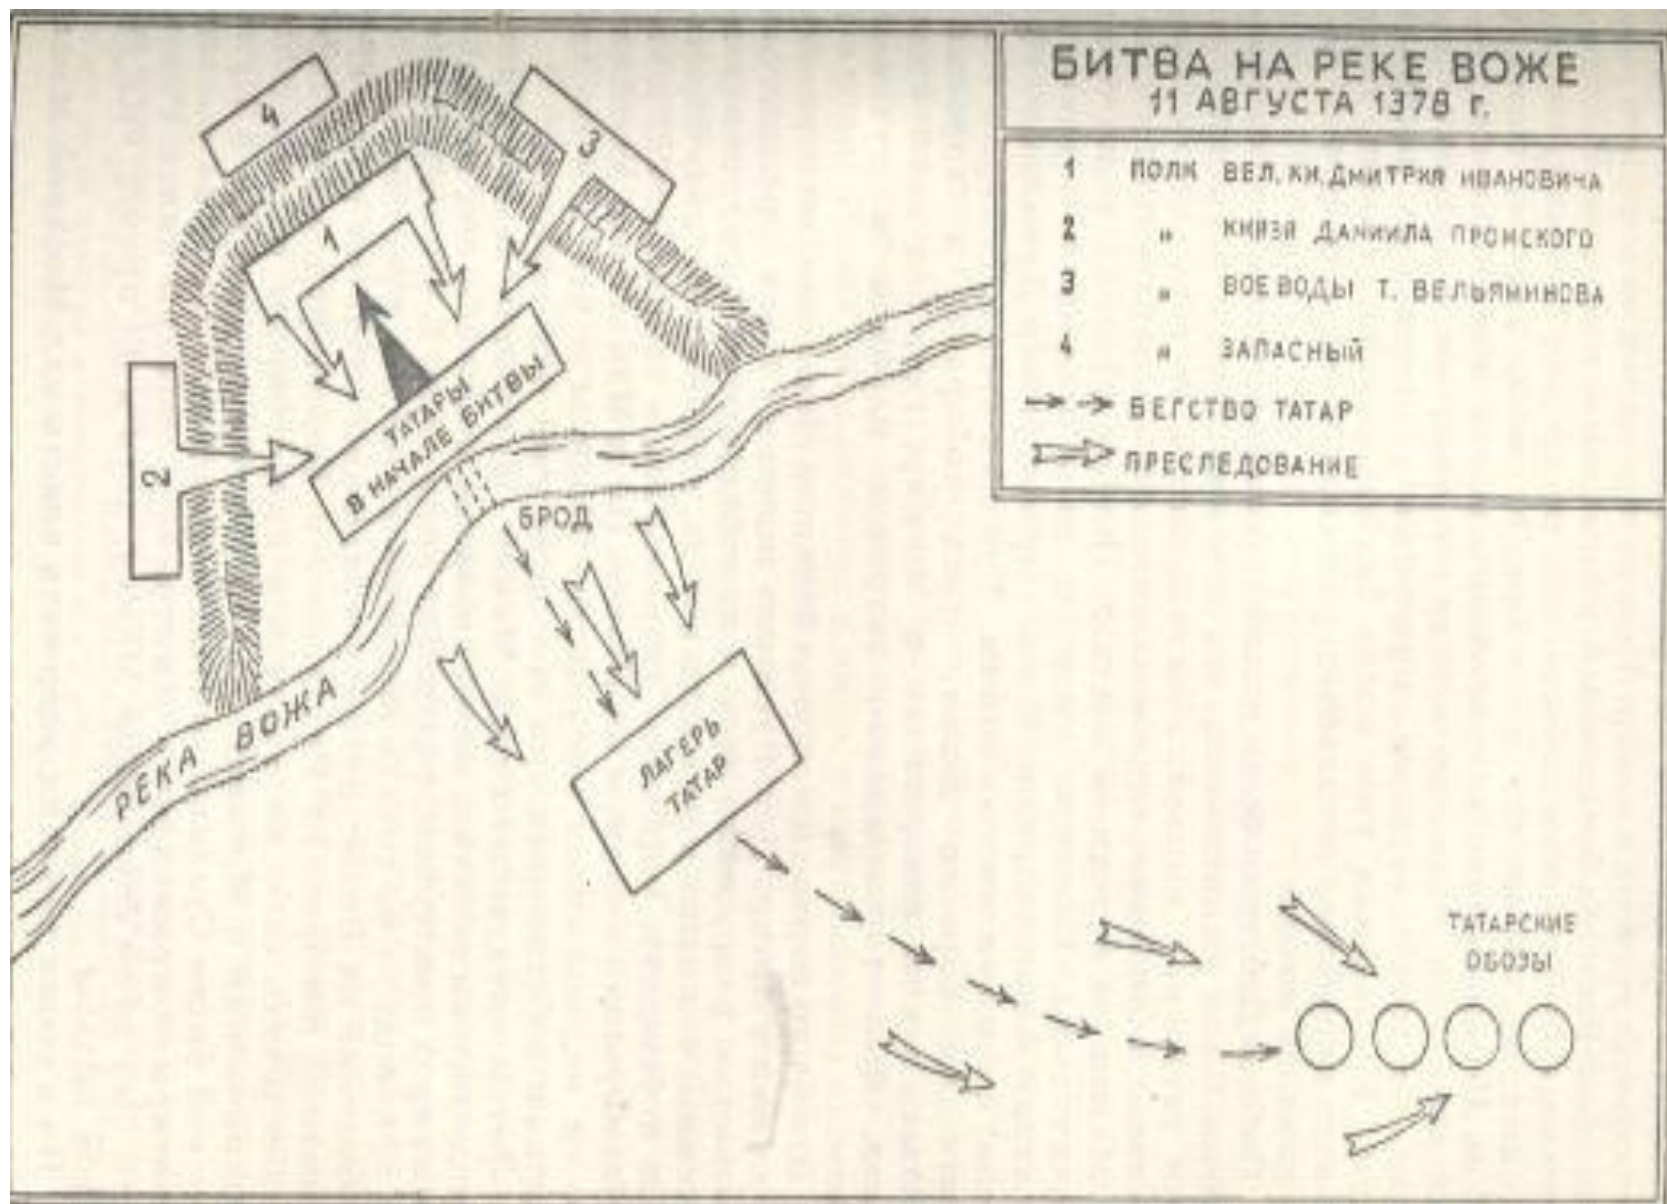 БИТВА НА РЕКЕ ВОЖЕ
11 АВГУСТА 1378 г.
1 ПОЛК ВЕЛ. КН. ДМИТРИЯ ИВАНОВИЧА
2 „ КНЯЗЯ ДАНИИЛА ПРОНСКОГО
3 „ ВОЕВОДЫ Т. ВЕЛЬЯМИНОВА
4 „ ЗАПАСНЫЙ
БЕГСТВО ТАТАР
ПРЕСЛЕДОВАНИЕ
4
3
1
2
ТАТАРЫ
В НАЧАЛЕ БИТВЫ
БРОД
РЕКА ВОЖА
ЛАГЕРЬ
ТАТАР
ТАТАРСКИЕ
ОБОЗЫ